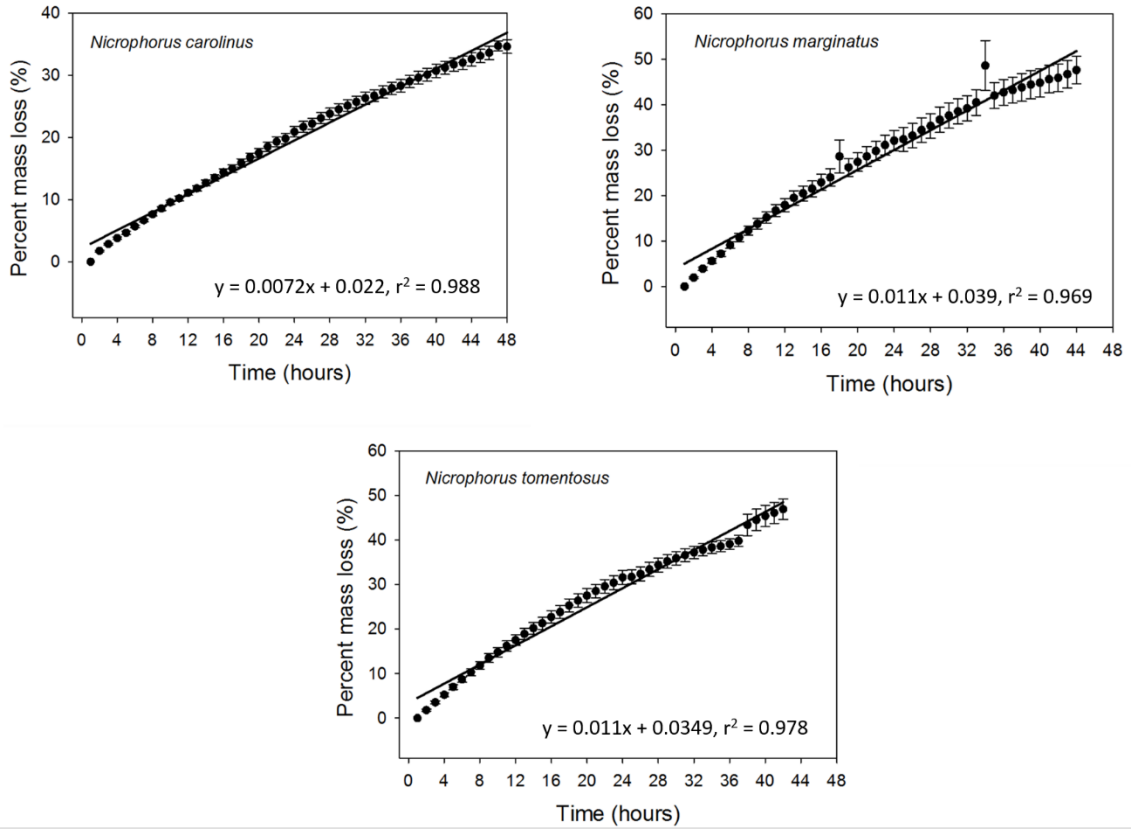 Nicrophorus carolinus
Percent mass loss (%)
40
30
20
10
0
y = 0.0072x + 0.022, r² = 0.988
0 4 8 12 16 20 24 28 32 36 40 44 48
Time (hours)
Nicrophorus marginatus
Percent mass loss (%)
60
50
40
30
20
10
0
y = 0.011x + 0.039, r² = 0.969
0 4 8 12 16 20 24 28 32 36 40 44 48
Time (hours)
Nicrophorus tomentosus
Percent mass loss (%)
60
50
40
30
20
10
0
y = 0.011x + 0.0349, r² = 0.978
0 4 8 12 16 20 24 28 32 36 40 44 48
Time (hours)